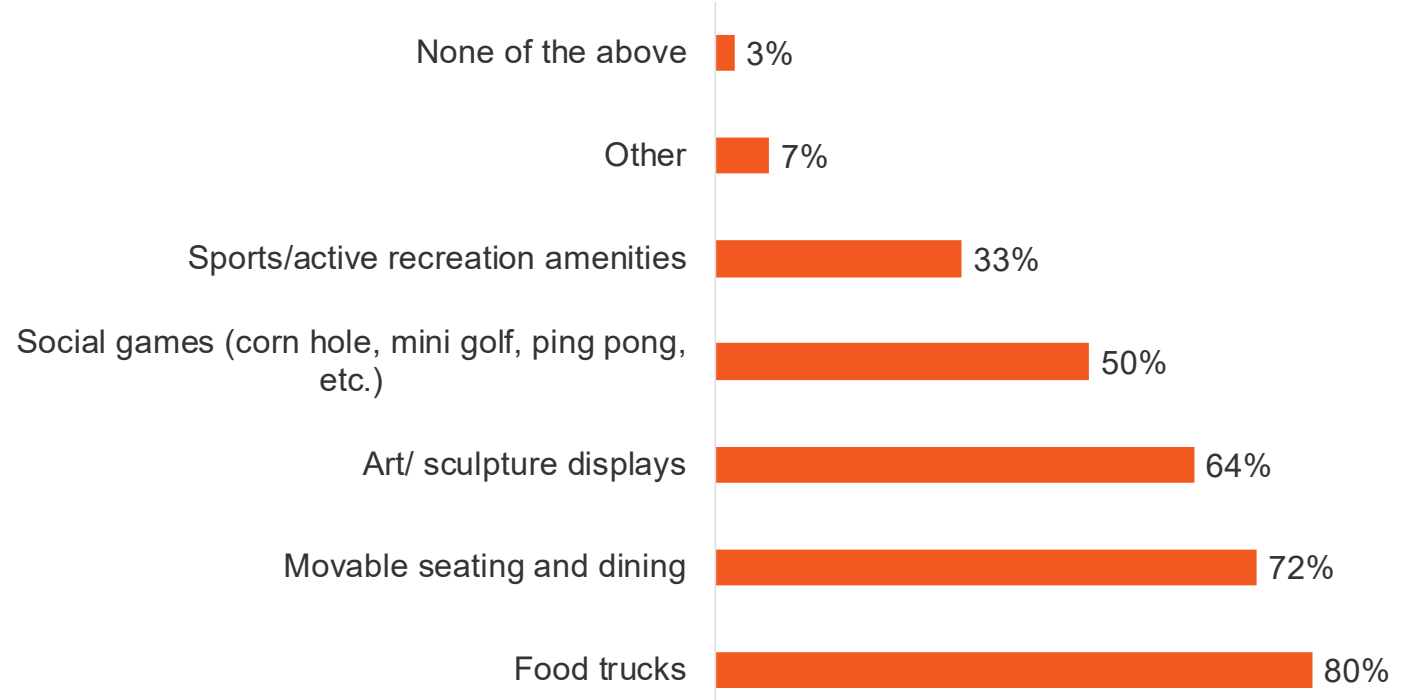 None of the above 3%
Other 7%
Sports/active recreation amenities 33%
Social games (corn hole, mini golf, ping pong,
etc.) 50%
Art/ sculpture displays 64%
Movable seating and dining 72%
Food trucks 80%